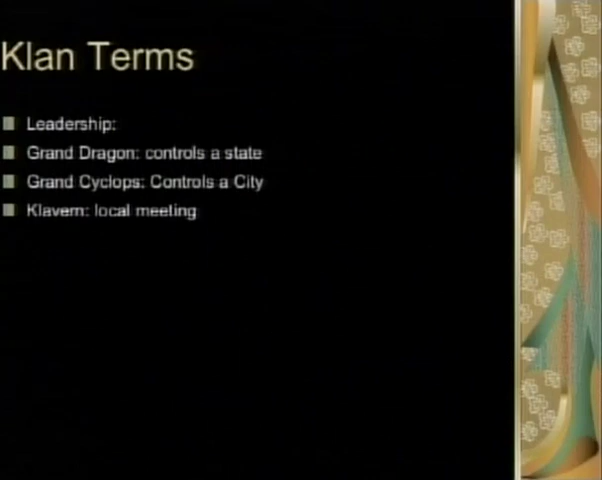 Klan Terms
Leadership:
Grand Dragon: controls a state
Grand Cyclops: Controls a City
Klavern: local meeting